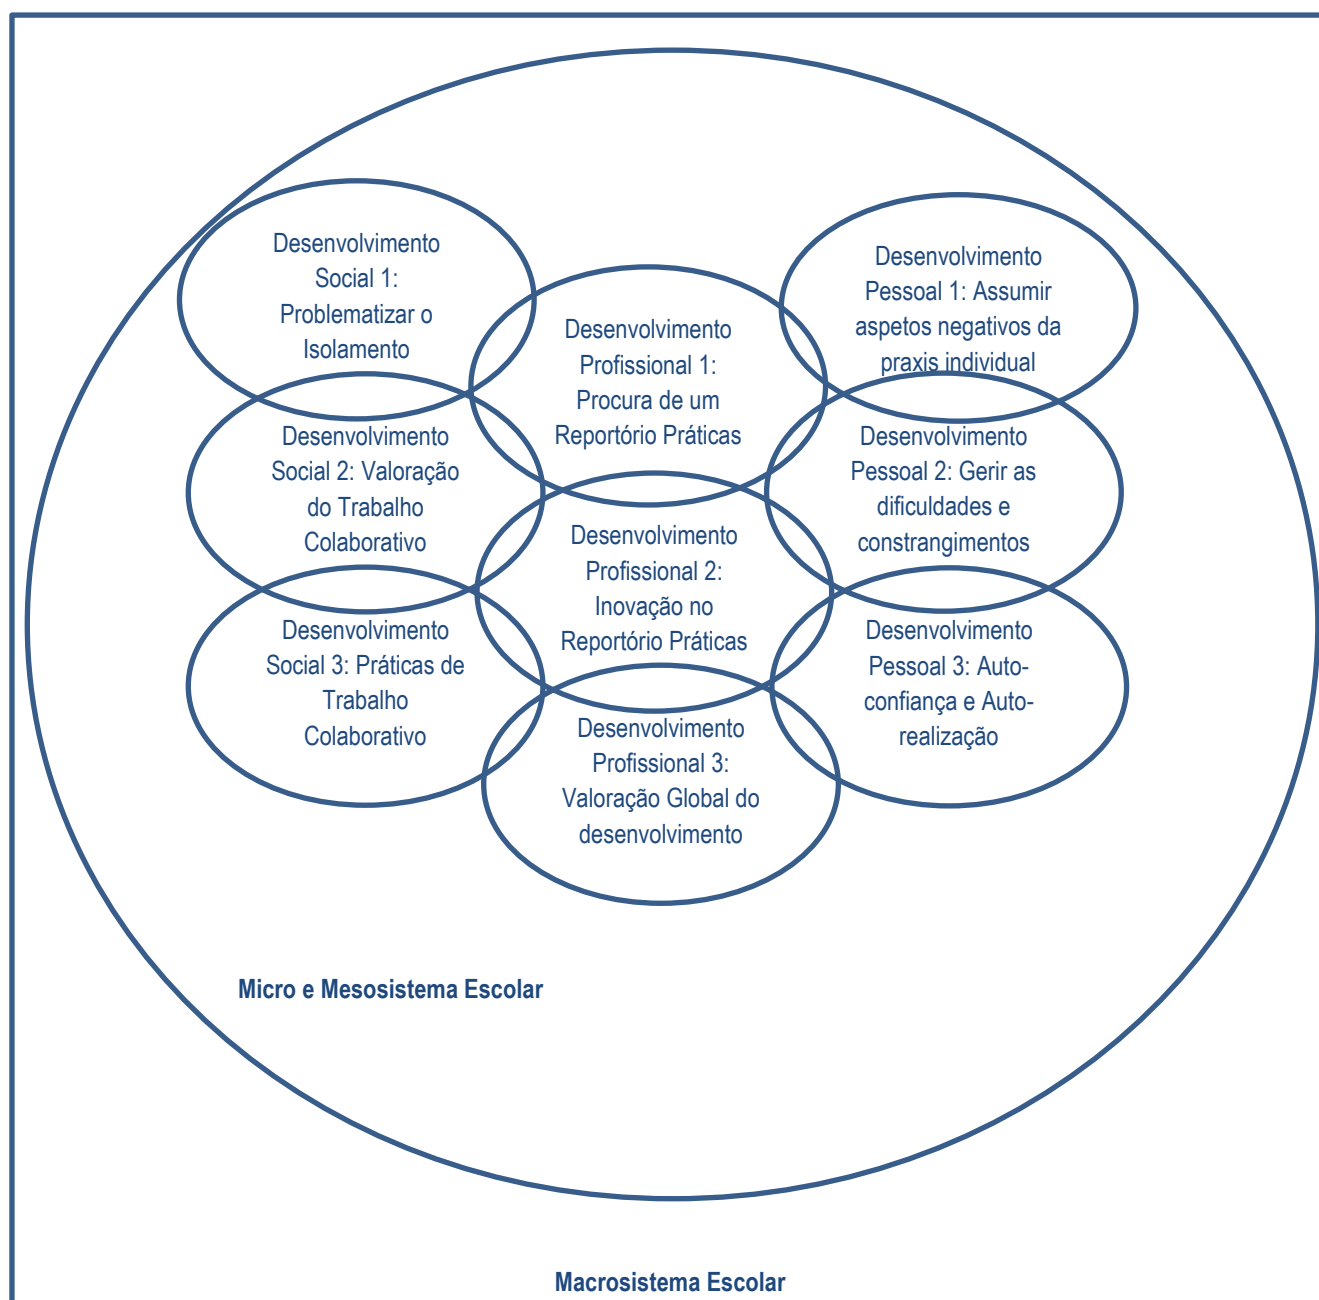 Desenvolvimento
Social 1:
Problematizar o
Isolamento
Desenvolvimento
Profissional 1:
Procura de um
Reportório Práticas
Desenvolvimento
Pessoal 1: Assumir
aspetos negativos da
praxis individual
Desenvolvimento
Social 2: Valoração
do Trabalho
Colaborativo
Desenvolvimento
Profissional 2:
Inovação no
Reportório Práticas
Desenvolvimento
Pessoal 2: Gerir as
dificuldades e
constrangimentos
Desenvolvimento
Social 3: Práticas de
Trabalho
Colaborativo
Desenvolvimento
Profissional 3:
Valoração Global do
desenvolvimento
Desenvolvimento
Pessoal 3: Auto-
confiança e Auto-
realização
Micro e Mesosistema Escolar
Macrosistema Escolar